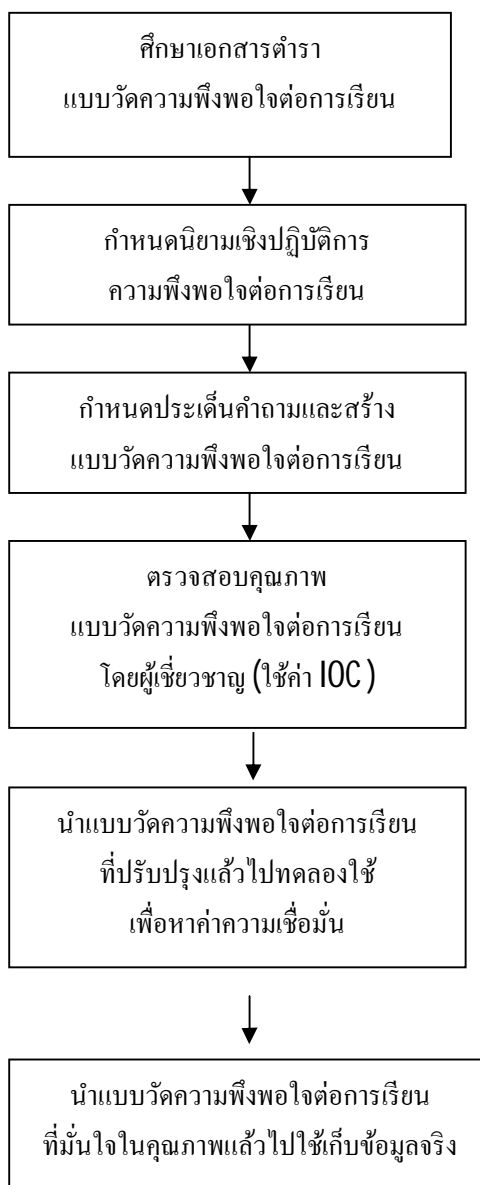 ศึกษาเอกสารตำรา
แบบวัดความพึงพอใจต่อการเรียน
กำหนดนิยามเชิงปฏิบัติการ
ความพึงพอใจต่อการเรียน
กำหนดประเด็นคำถามและสร้าง
แบบวัดความพึงพอใจต่อการเรียน
ตรวจสอบคุณภาพ
แบบวัดความพึงพอใจต่อการเรียน
โดยผู้เชี่ยวชาญ (ใช้ค่า IOC )
นำแบบวัดความพึงพอใจต่อการเรียน
ที่ปรับปรุงแล้วไปทดลองใช้
เพื่อหาค่าความเชื่อมั่น
นำแบบวัดความพึงพอใจต่อการเรียน
ที่มั่นใจในคุณภาพแล้วไปใช้เก็บข้อมูลจริง